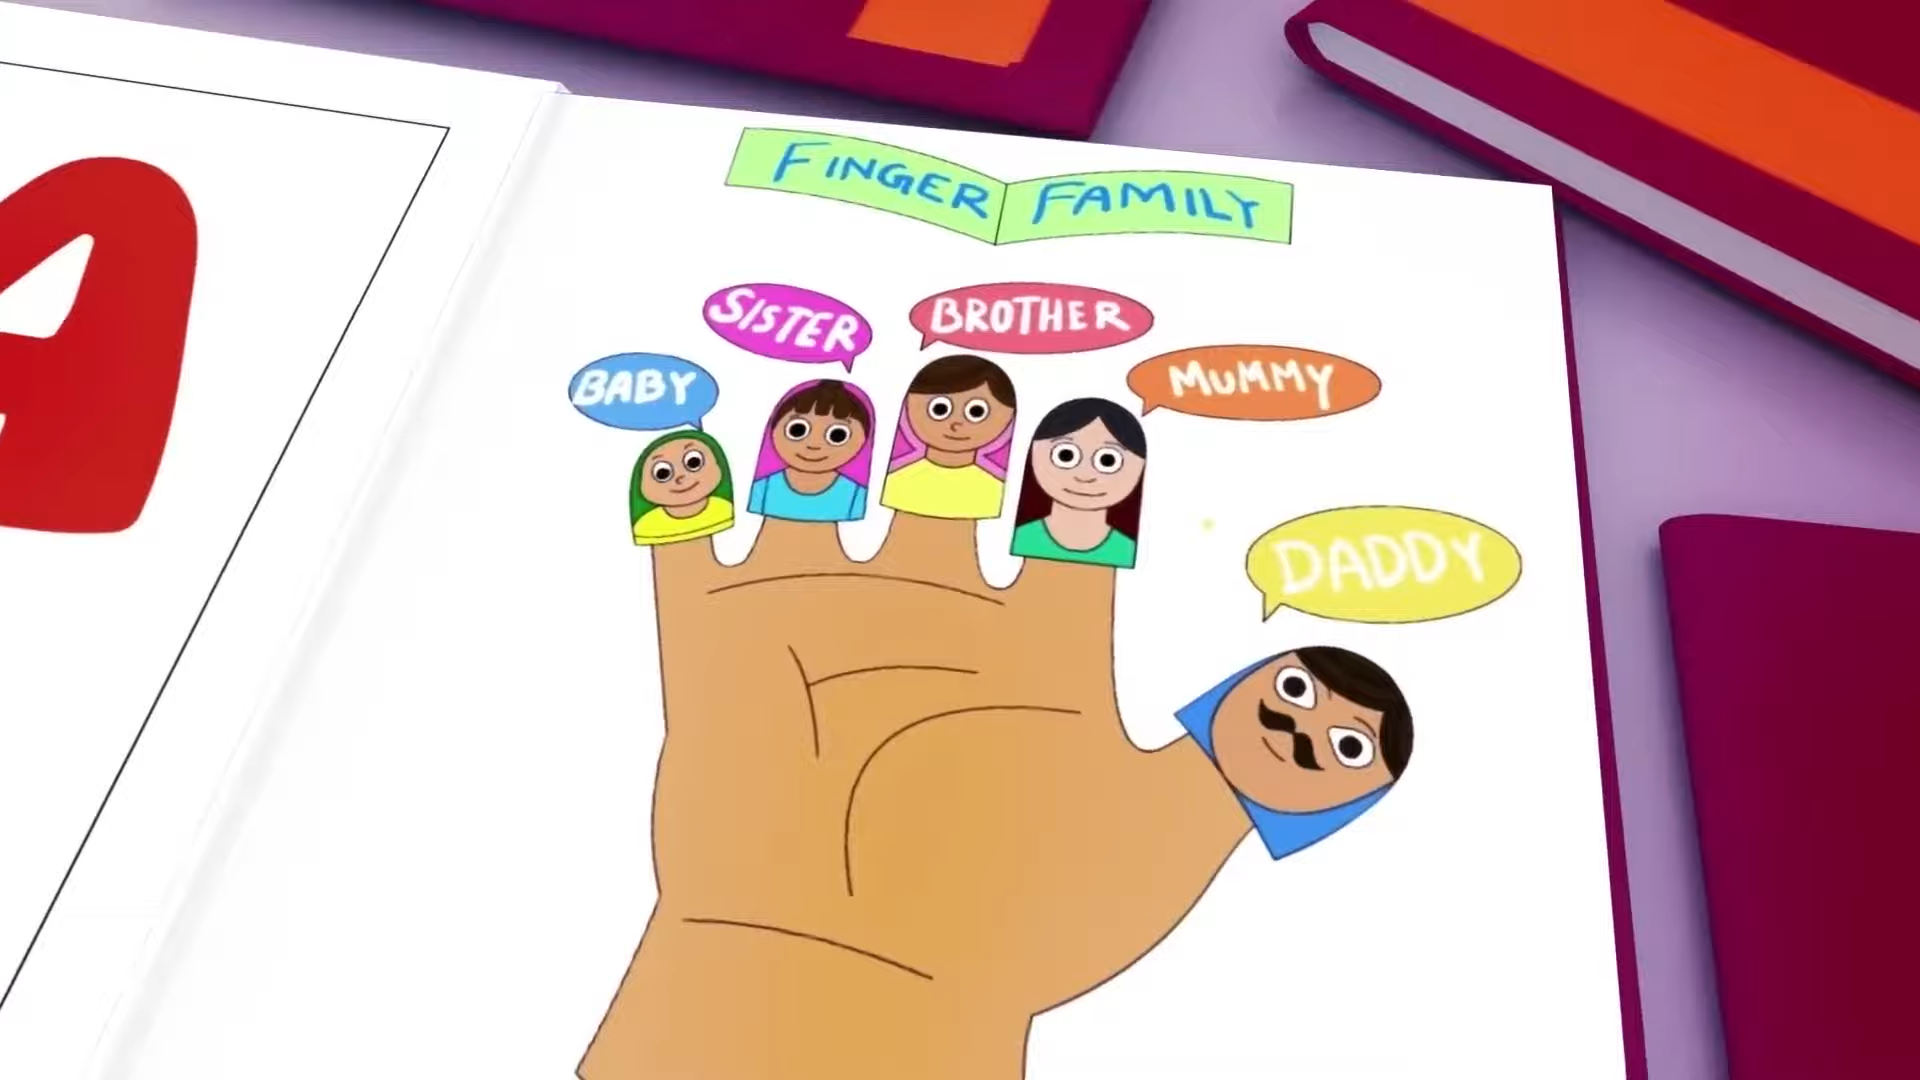 A
FINGER FAMILY
SISTER
BROTHER
BABY
MUMMY
DADDY